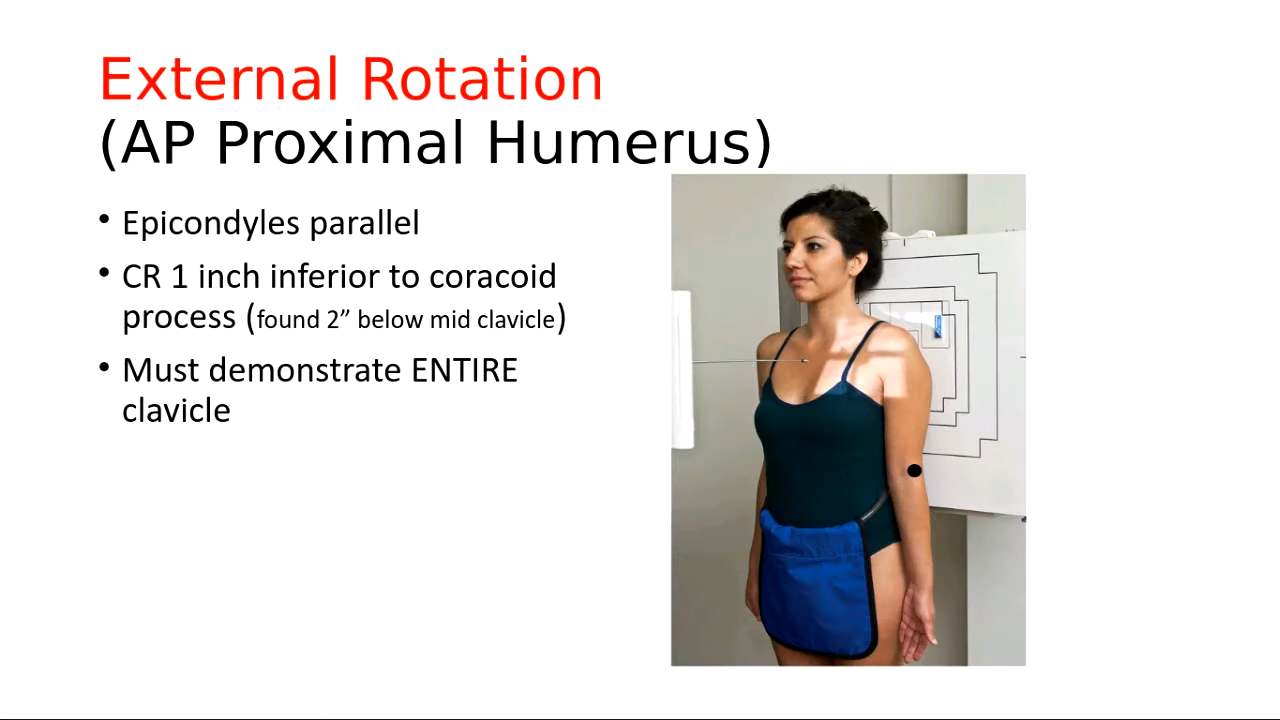 External Rotation
(AP Proximal Humerus)
• Epicondyles parallel
• CR 1 inch inferior to coracoid
process (found 2” below mid clavicle)
• Must demonstrate ENTIRE
clavicle